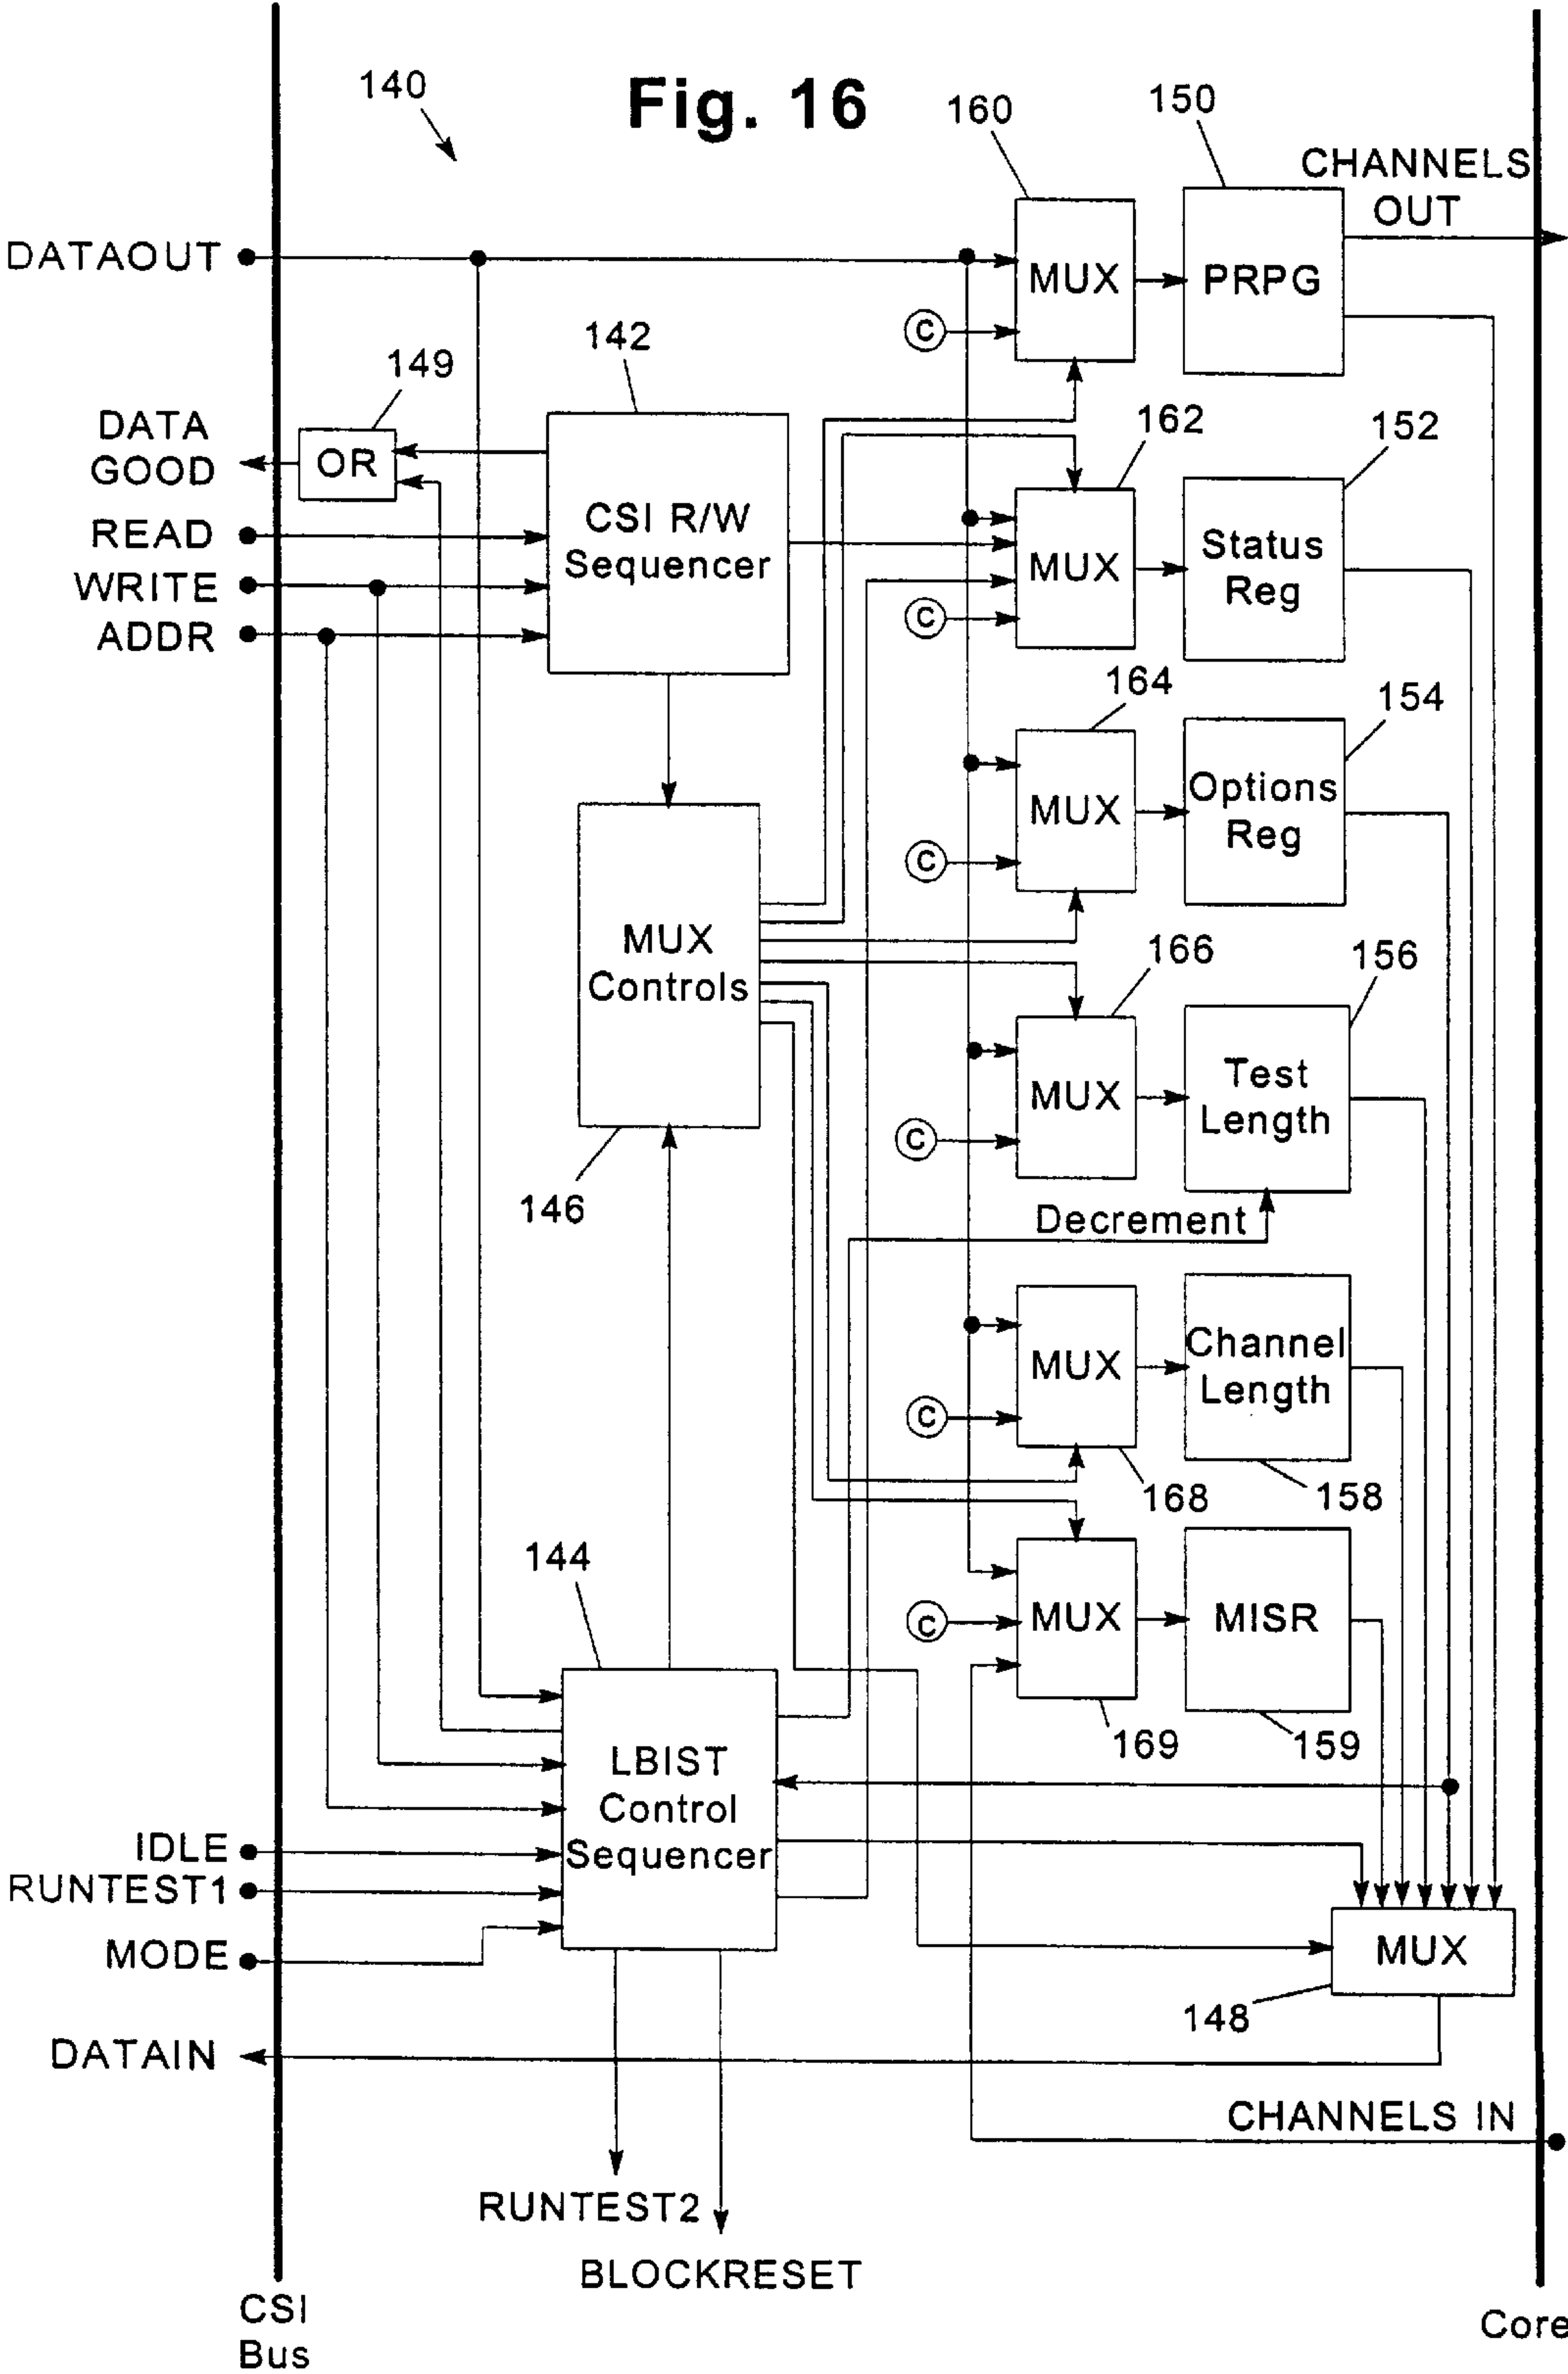 Fig. 16
140
160
150
CHANNELS
OUT
DATAOUT
MUX
PRPG
C
149
142
DATA
GOOD
OR
162
152
READ
WRITE
ADDR
CSI R/W
Sequencer
MUX
Status
Reg
C
164
154
MUX
Options
Reg
C
MUX
Controls
146
166
156
MUX
Test
Length
C
Decrement
MUX
Channel
Length
C
168
158
144
MUX
MISR
C
169
159
LBIST
Control
Sequencer
IDLE
RUNTEST1
MODE
MUX
148
DATAIN
CHANNELS IN
RUNTEST2
BLOCKRESET
CSI
Bus
Core